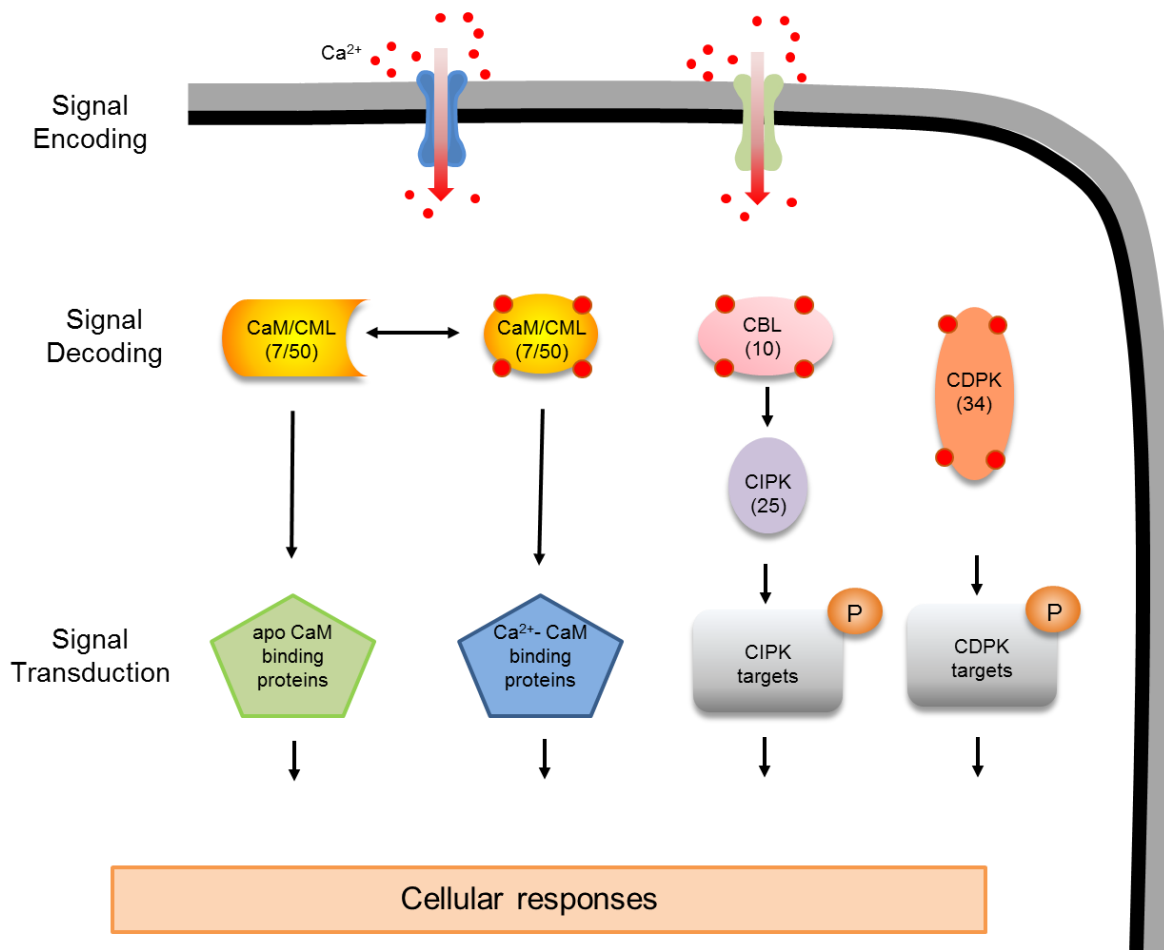 Ca²⁺
Signal
Encoding
Signal
Decoding
CaM/CML
(7/50)
CaM/CML
(7/50)
CBL
(10)
CDPK
(34)
CIPK
(25)
Signal
Transduction
apo CaM
binding
proteins
Ca²⁺- CaM
binding
proteins
P
CIPK
targets
P
CDPK
targets
Cellular responses